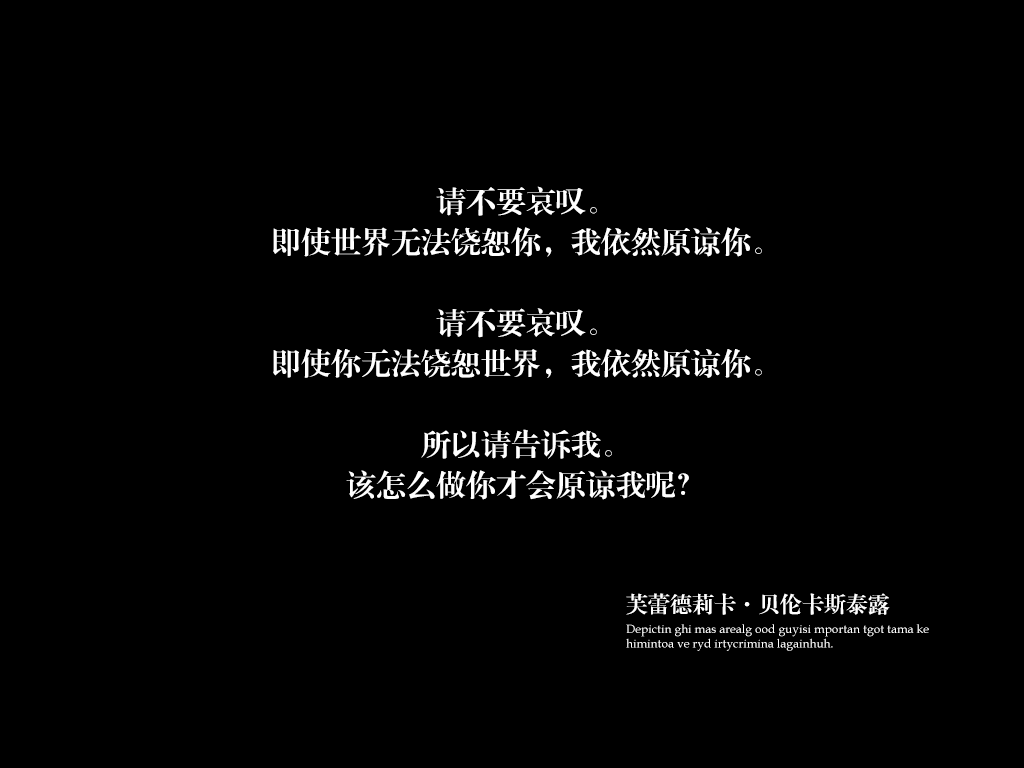 请不要哀叹。
即使世界无法饶恕你，我依然原谅你。
请不要哀叹。
即使你无法饶恕世界，我依然原谅你。
所以请告诉我。
该怎么做你才会原谅我呢？
芙蕾德莉卡·贝伦卡斯泰露
Depictin ghi mas arealg ood guyisi mportan tgot tama ke
himintoa ve ryd irtycrimina lagainhuh.